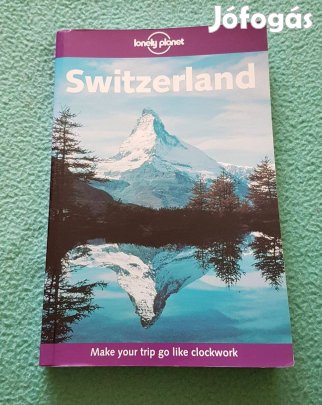 Jófogás
lonely planet
Switzerland
Make your trip go like clockwork